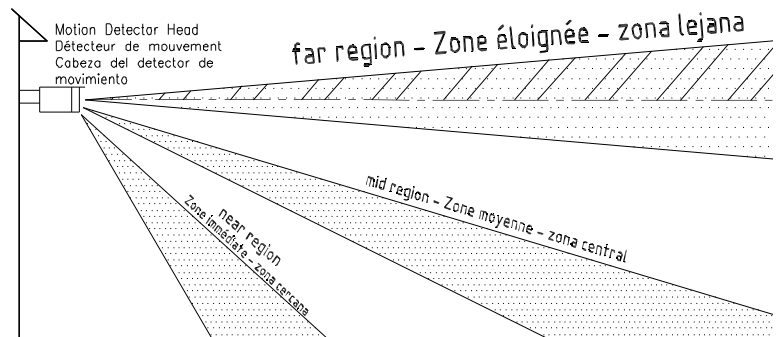 Motion Detector Head
Détecteur de mouvement
Cabeza del detector de
movimiento
far region – Zone éloignée – zona lejana
mid region – Zone moyenne – zona central
near region
Zone immédiate – zona cercana